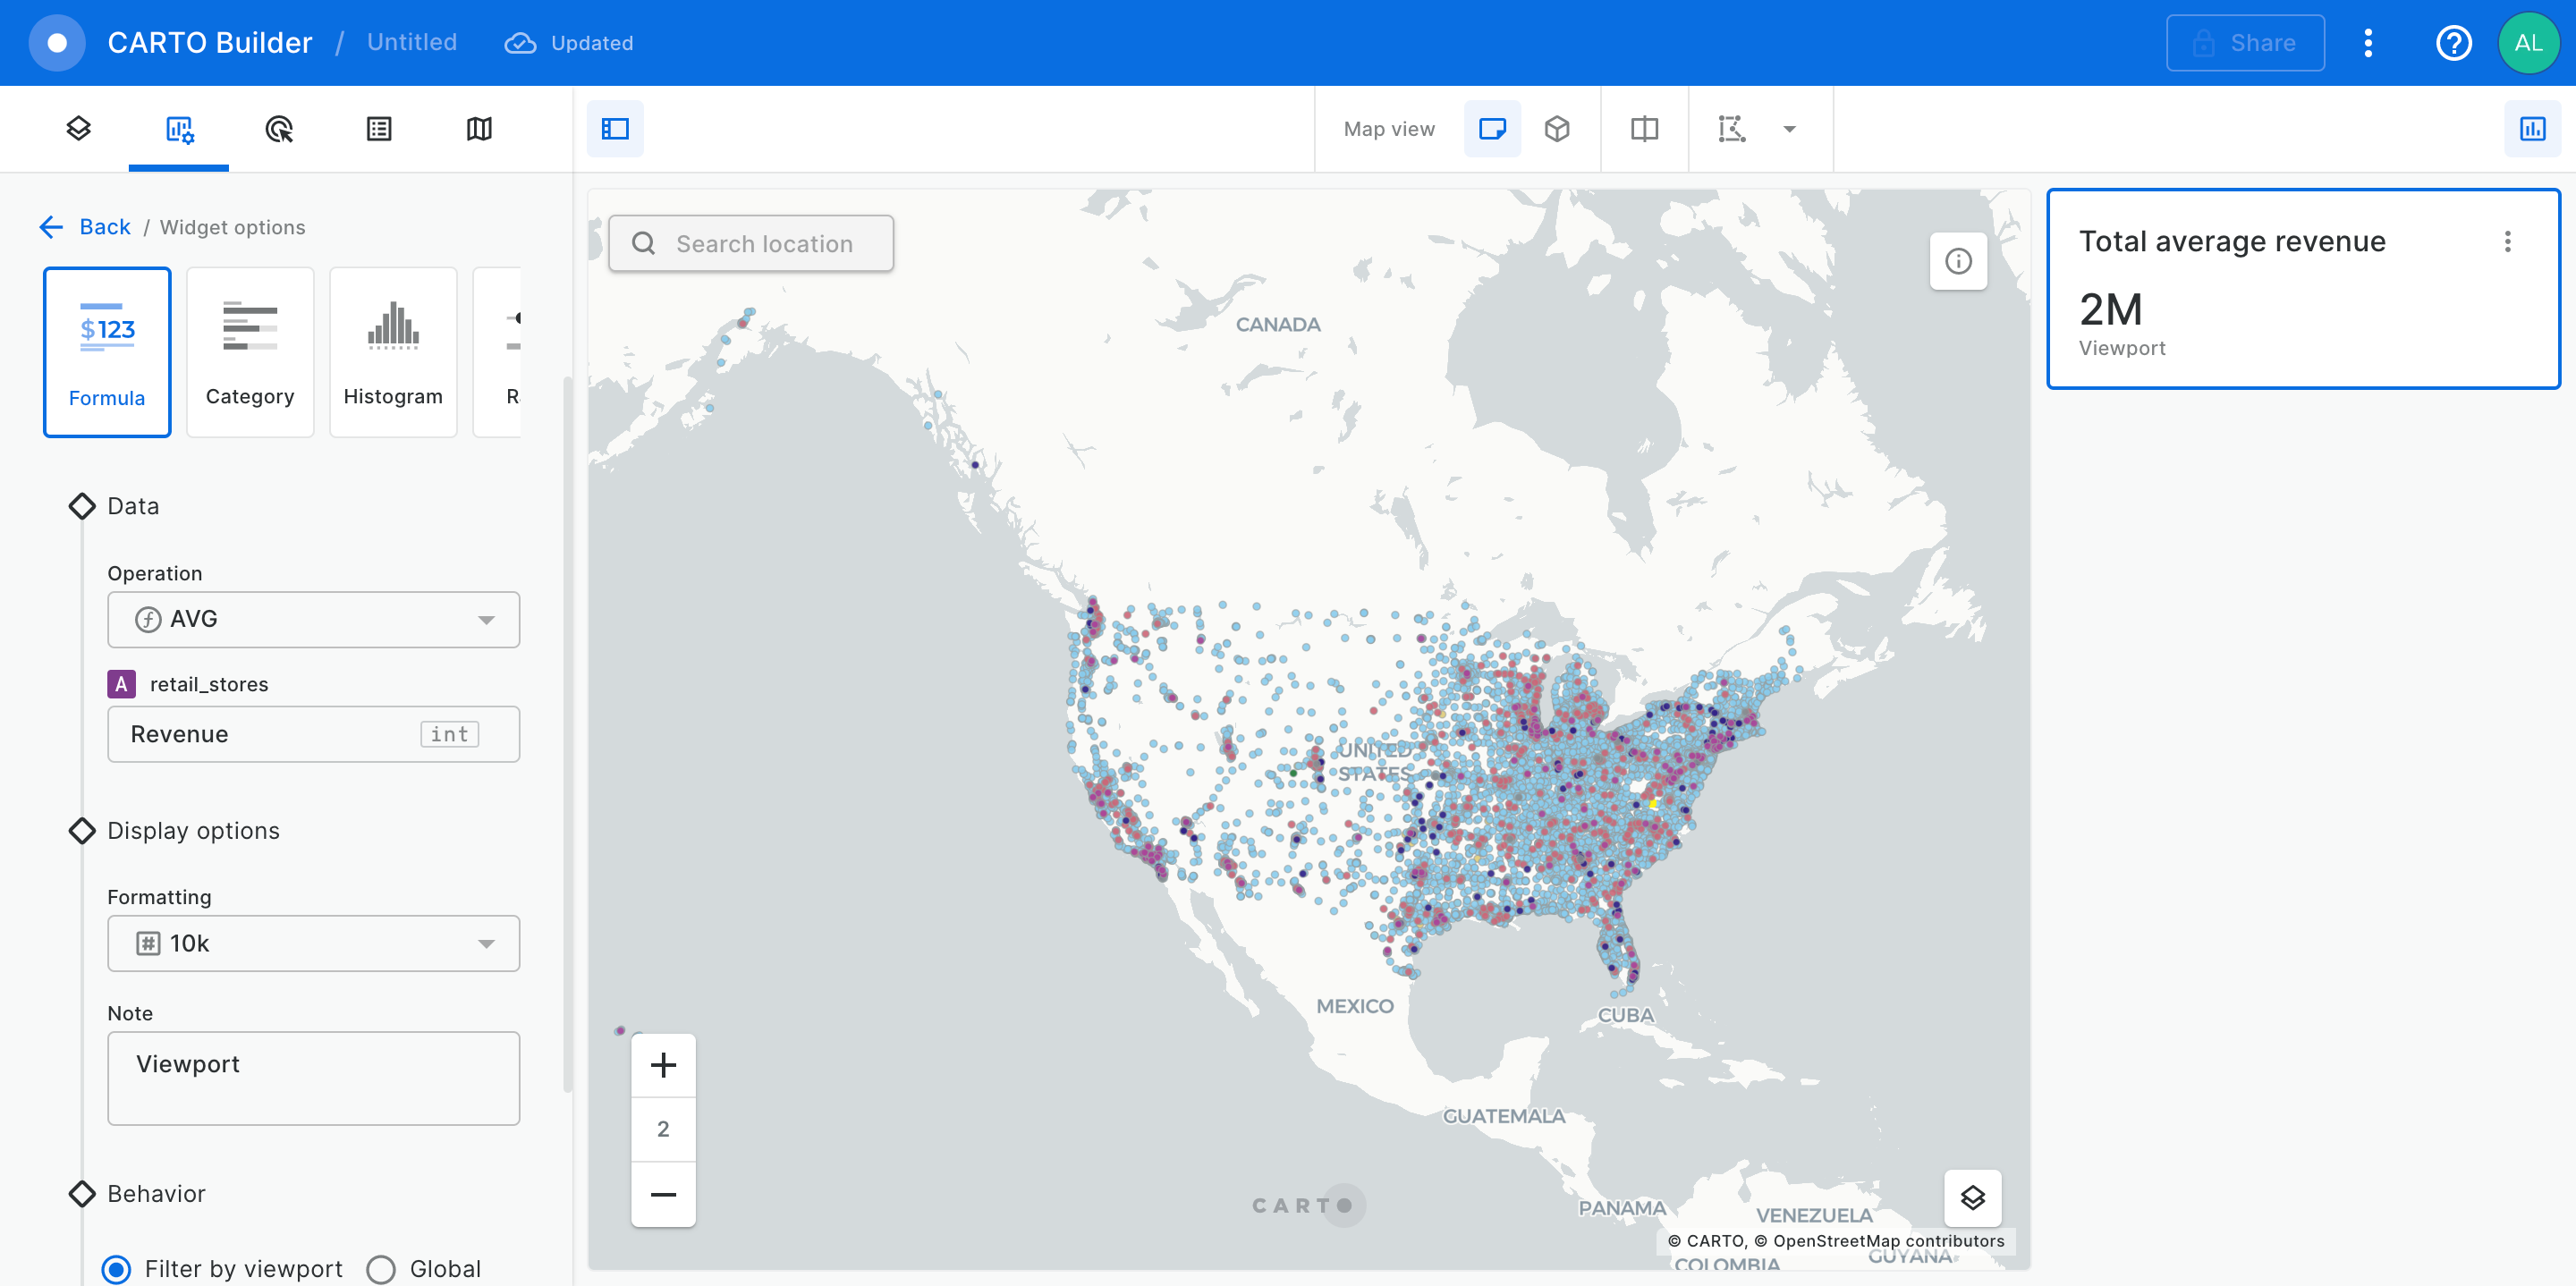 CARTO Builder / Untitled Updated Share AL
Map view
Back / Widget options
$123
Formula
Category
Histogram
Data
Operation
AVG
A retail_stores
Revenue int
Display options
Formatting
10k
Note
Viewport
Behavior
Filter by viewport Global
Search location
CANADA
UNITED
STATES
MEXICO
CUBA
GUATEMALA
PANAMA
VENEZUELA
GUYANA
COLOMBIA
+
2
−
CARTO
© CARTO, © OpenStreetMap contributors
Total average revenue
2M
Viewport